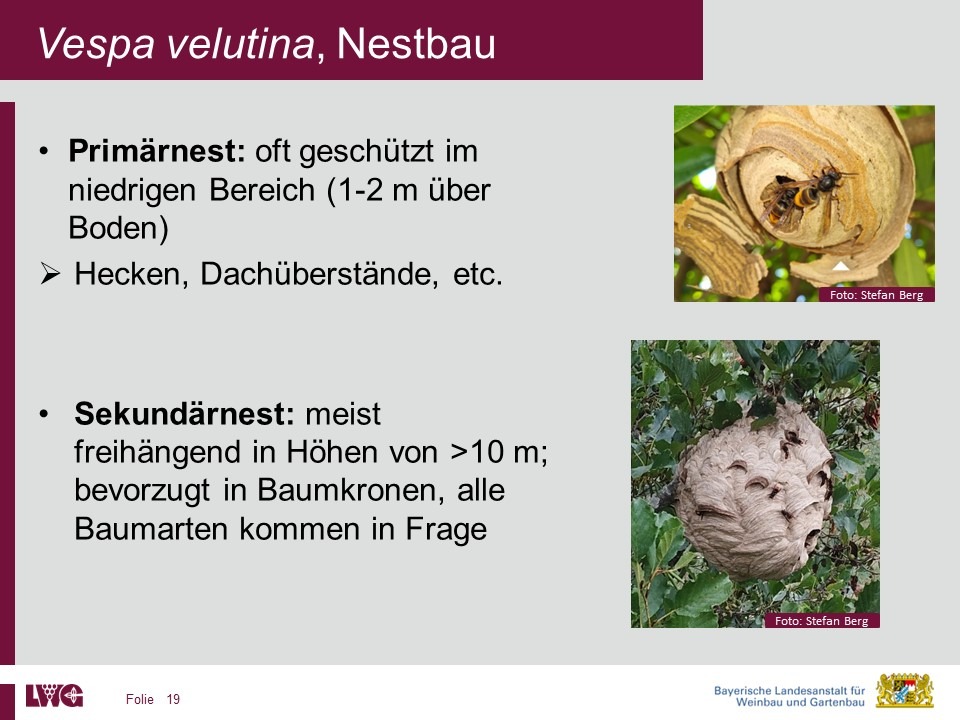 Vespa velutina, Nestbau
• Primärnest: oft geschützt im
niedrigen Bereich (1-2 m über
Boden)
➢ Hecken, Dachüberstände, etc.
Foto: Stefan Berg
• Sekundärnest: meist
freihängend in Höhen von >10 m;
bevorzugt in Baumkronen, alle
Baumarten kommen in Frage
Foto: Stefan Berg
LWG
Folie 19
Bayerische Landesanstalt für
Weinbau und Gartenbau